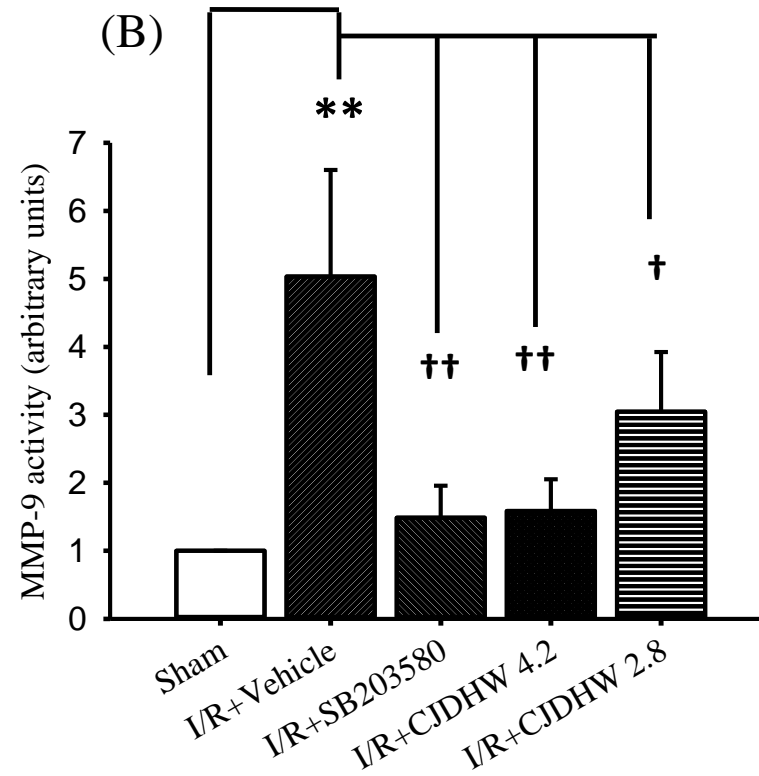 (B)
**
7
6
5
4
3
2
1
0
MMP-9 activity (arbitrary units)
†
††
††
Sham
I/R+Vehicle
I/R+SB203580
I/R+CJDHW 4.2
I/R+CJDHW 2.8